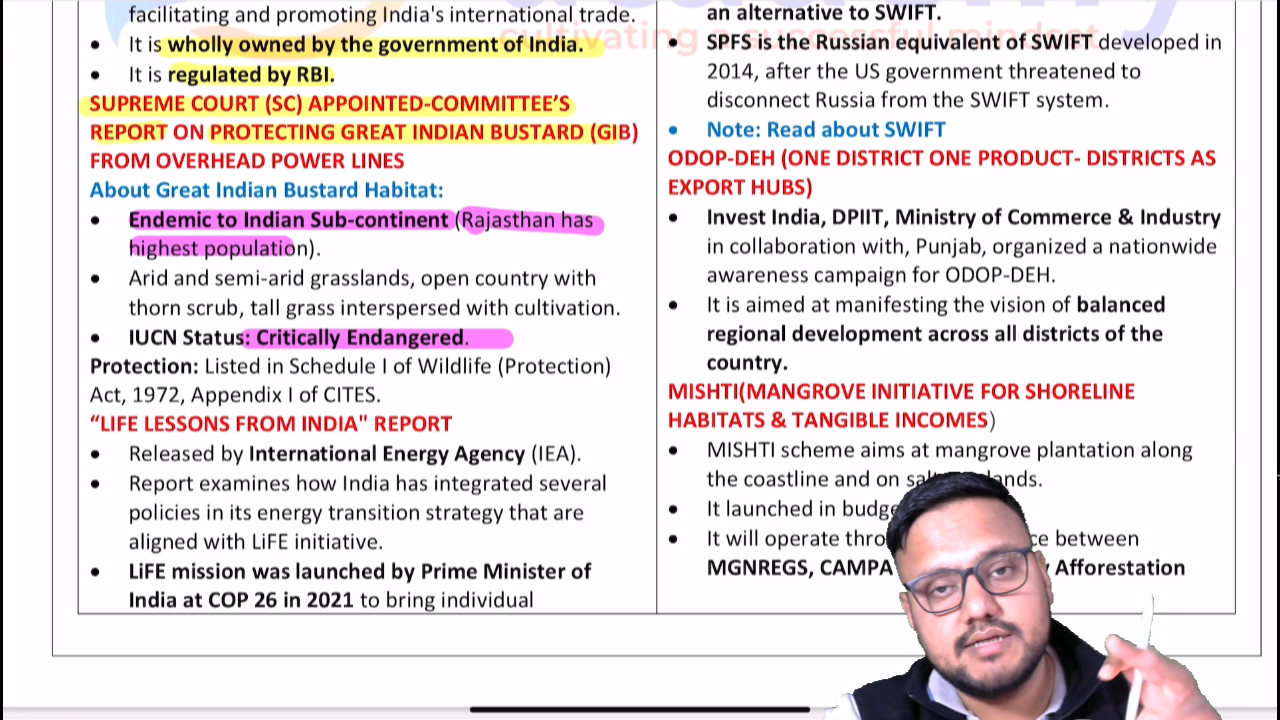 facilitating and promoting India's international trade.
• It is wholly owned by the government of India.
• It is regulated by RBI.
SUPREME COURT (SC) APPOINTED-COMMITTEE’S
REPORT ON PROTECTING GREAT INDIAN BUSTARD (GIB)
FROM OVERHEAD POWER LINES
About Great Indian Bustard Habitat:
• Endemic to Indian Sub-continent (Rajasthan has
highest population).
• Arid and semi-arid grasslands, open country with
thorn scrub, tall grass interspersed with cultivation.
• IUCN Status: Critically Endangered.
Protection: Listed in Schedule I of Wildlife (Protection)
Act, 1972, Appendix I of CITES.
“LIFE LESSONS FROM INDIA" REPORT
• Released by International Energy Agency (IEA).
• Report examines how India has integrated several
policies in its energy transition strategy that are
aligned with LiFE initiative.
• LiFE mission was launched by Prime Minister of
India at COP 26 in 2021 to bring individual
an alternative to SWIFT.
cultivating a successful mindset
• SPFS is the Russian equivalent of SWIFT developed in
2014, after the US government threatened to
disconnect Russia from the SWIFT system.
• Note: Read about SWIFT
ODOP-DEH (ONE DISTRICT ONE PRODUCT- DISTRICTS AS
EXPORT HUBS)
• Invest India, DPIIT, Ministry of Commerce & Industry
in collaboration with, Punjab, organized a nationwide
awareness campaign for ODOP-DEH.
• It is aimed at manifesting the vision of balanced
regional development across all districts of the
country.
MISHTI(MANGROVE INITIATIVE FOR SHORELINE
HABITATS & TANGIBLE INCOMES)
• MISHTI scheme aims at mangrove plantation along
the coastline and on
• It launched in
• It will operate between
MGNREGS, CAMPA Afforestation